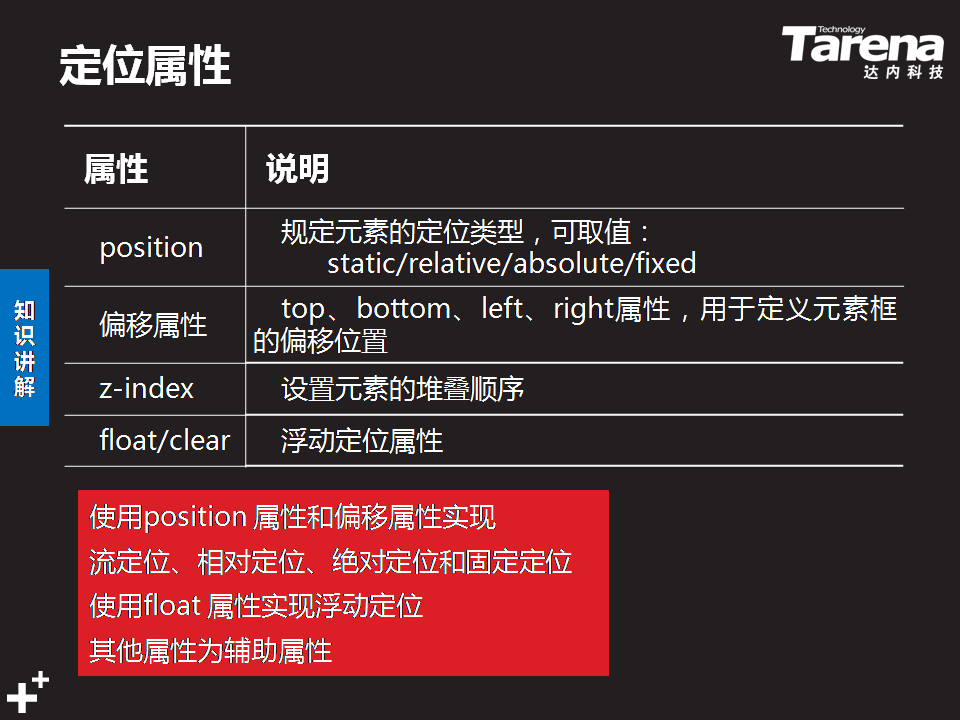 定位属性
Technology
Tarena
达内科技
属性 说明
position 规定元素的定位类型，可取值：
static/relative/absolute/fixed
偏移属性 top、bottom、left、right属性，用于定义元素框
的偏移位置
z-index 设置元素的堆叠顺序
float/clear 浮动定位属性
知识讲解
使用position 属性和偏移属性实现
流定位、相对定位、绝对定位和固定定位
使用float 属性实现浮动定位
其他属性为辅助属性